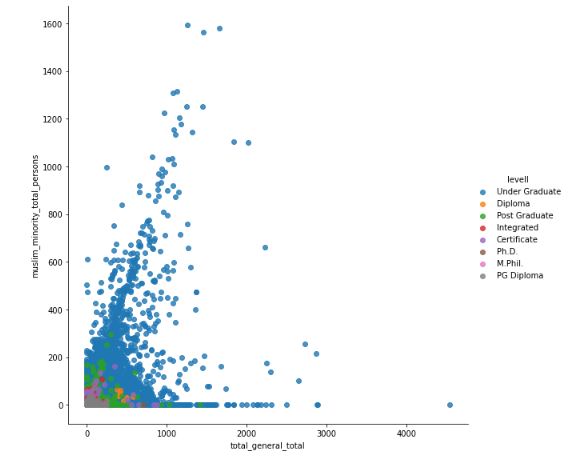 1600
1400
1200
1000
800
600
400
200
0
muslim_minority_total_persons
0 1000 2000 3000 4000
total_general_total
levell
Under Graduate
Diploma
Post Graduate
Integrated
Certificate
Ph.D.
M.Phil.
PG Diploma